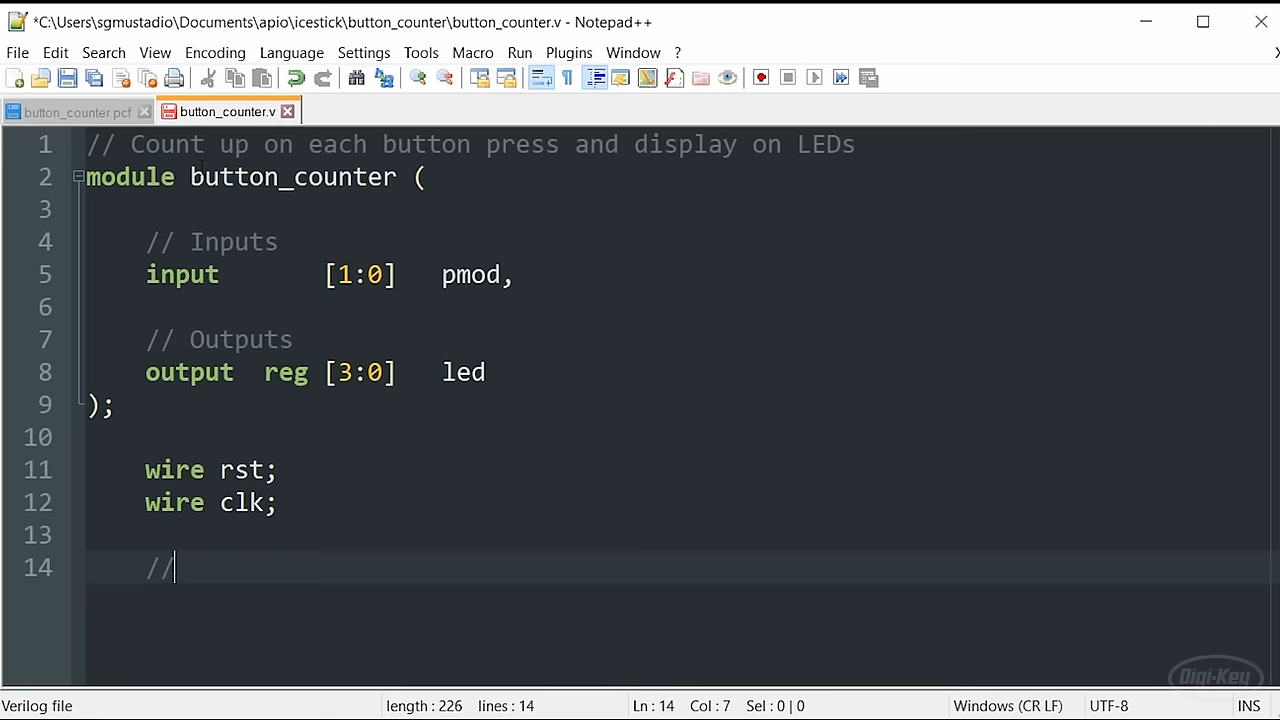 *C:\Users\sgmustadio\Documents\apio\icestick\button_counter\button_counter.v - Notepad++
File Edit Search View Encoding Language Settings Tools Macro Run Plugins Window ?
button_counter.pcf button_counter.v
1 // Count up on each button press and display on LEDs
2 module button_counter (
3
4 // Inputs
5 input [1:0] pmod,
6
7 // Outputs
8 output reg [3:0] led
9 );
10
11 wire rst;
12 wire clk;
13
14 //
Digi-Key
Verilog file length : 226 lines : 14 Ln : 14 Col : 7 Sel : 0 | 0 Windows (CR LF) UTF-8 INS